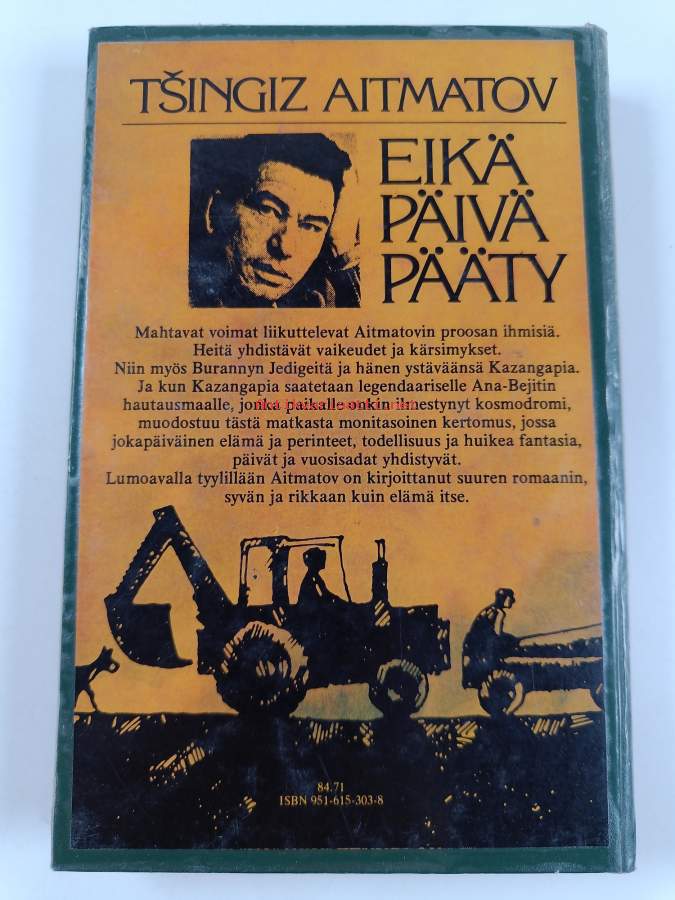 TŠINGIZ AITMATOV
EIKÄ
PÄIVÄ
PÄÄTY
Mahtavat voimat liikuttelevat Aitmatovin proosan ihmisiä.
Heitä yhdistävät vaikeudet ja kärsimykset.
Niin myös Burannyn Jedigeitä ja hänen ystäväänsä Kazangapia.
Ja kun Kazangapia saatetaan legendaariselle Ana-Bejitin
hautausmaalle, jonka paikalle onkin ilmestynyt kosmodromi,
muodostuu tästä matkasta monitasoinen kertomus, jossa
jokapäiväinen elämä ja perinteet, todellisuus ja huikea fantasia,
päivät ja vuosisadat yhdistyvät.
Lumoavalla tyylillään Aitmatov on kirjoittanut suuren romaanin,
syvän ja rikkaan kuin elämä itse.
84.71
ISBN 951-615-303-8